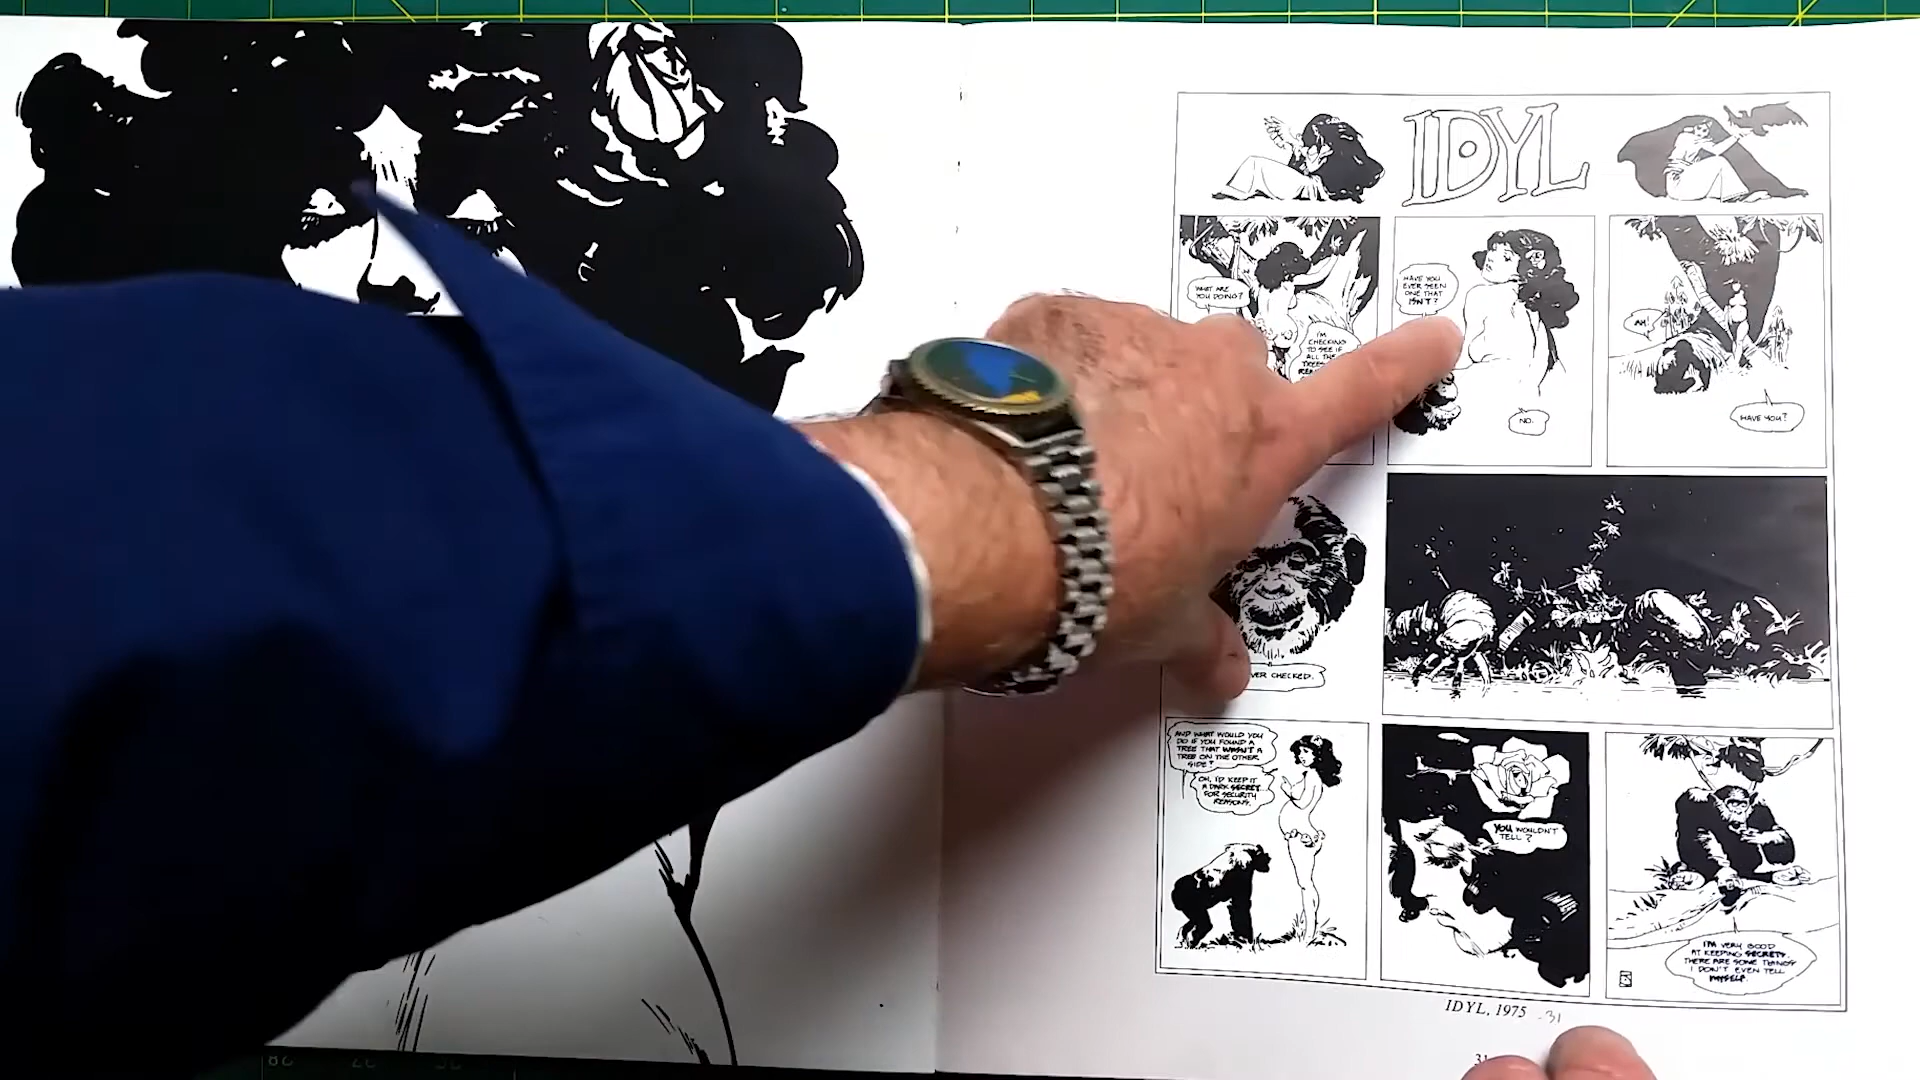 IDYL
WHAT ARE
YOU DOING?
I'M
CHECKING
TO SEE IF
ALL THE
TREES
HAVE YOU
EVER SEEN
ONE THAT
ISN'T?
NO.
AH!
HAVE YOU?
VER CHECKED.
AND WHAT WOULD YOU
DO IF YOU FOUND A
TREE THAT WASN'T A
TREE ON THE OTHER
SIDE?
OH, I'D KEEP IT
A DARK SECRET
FOR SECURITY
REASONS.
YOU WOULDN'T
TELL?
I'M VERY GOOD
AT KEEPING SECRETS.
THERE ARE SOME THINGS
I DON'T EVEN TELL
MYSELF.
IDYL, 1975 -31
31